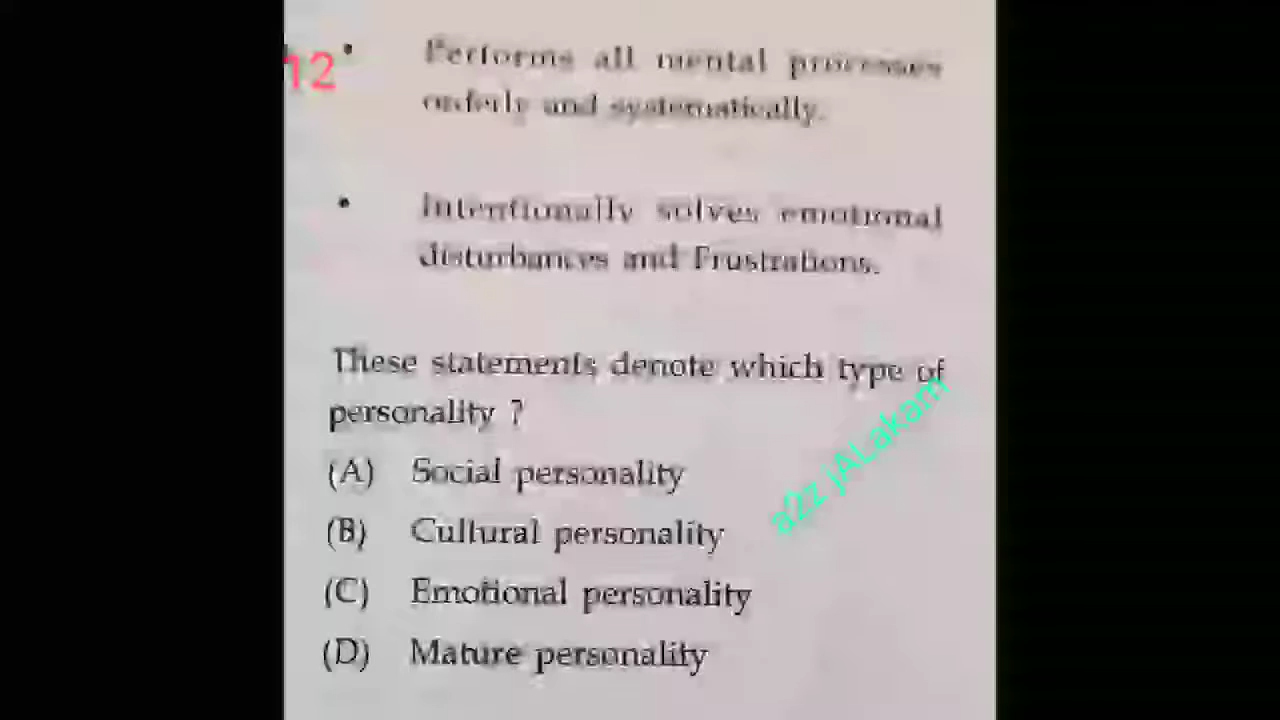 12 • Performs all mental processes
orderly and systematically.
• Intentionally solves emotional
disturbances and Frustrations.
These statements denote which type of
personality ?
(A) Social personality
(B) Cultural personality
(C) Emotional personality
(D) Mature personality
a2z jALakam